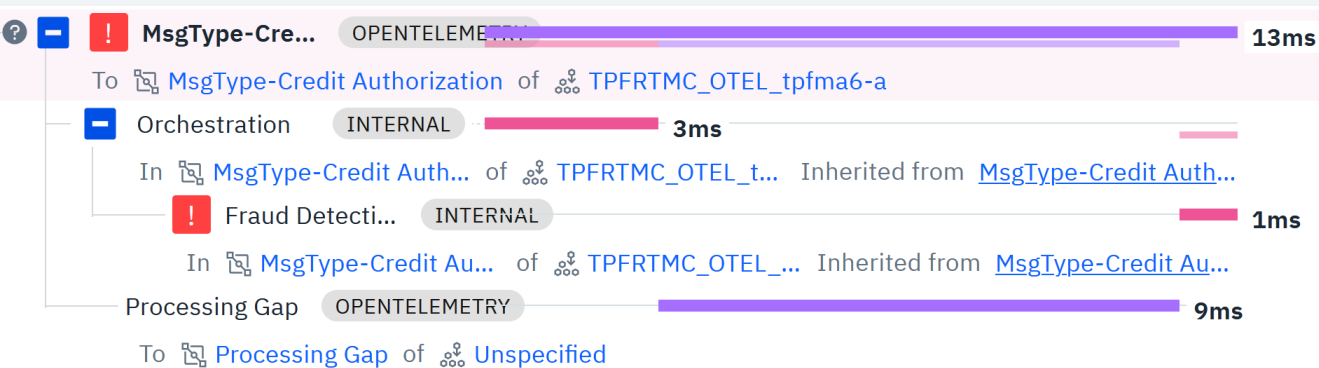 ? MsgType-Cre... OPENTELEMETRY 13ms
To MsgType-Credit Authorization of TPFRTMC_OTEL_tpfma6-a
Orchestration INTERNAL 3ms
In MsgType-Credit Auth... of TPFRTMC_OTEL_t... Inherited from MsgType-Credit Auth...
! Fraud Detecti... INTERNAL 1ms
In MsgType-Credit Au... of TPFRTMC_OTEL_... Inherited from MsgType-Credit Au...
Processing Gap OPENTELEMETRY 9ms
To Processing Gap of Unspecified